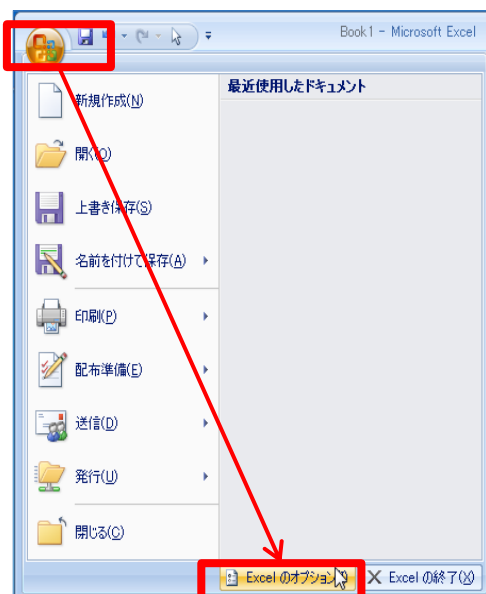 Book1 - Microsoft Excel
最近使用したドキュメント
新規作成(N)
開く(O)
上書き保存(S)
名前を付けて保存(A)
印刷(P)
配布準備(E)
送信(D)
発行(U)
閉じる(C)
Excel のオプション
Excel の終了(X)